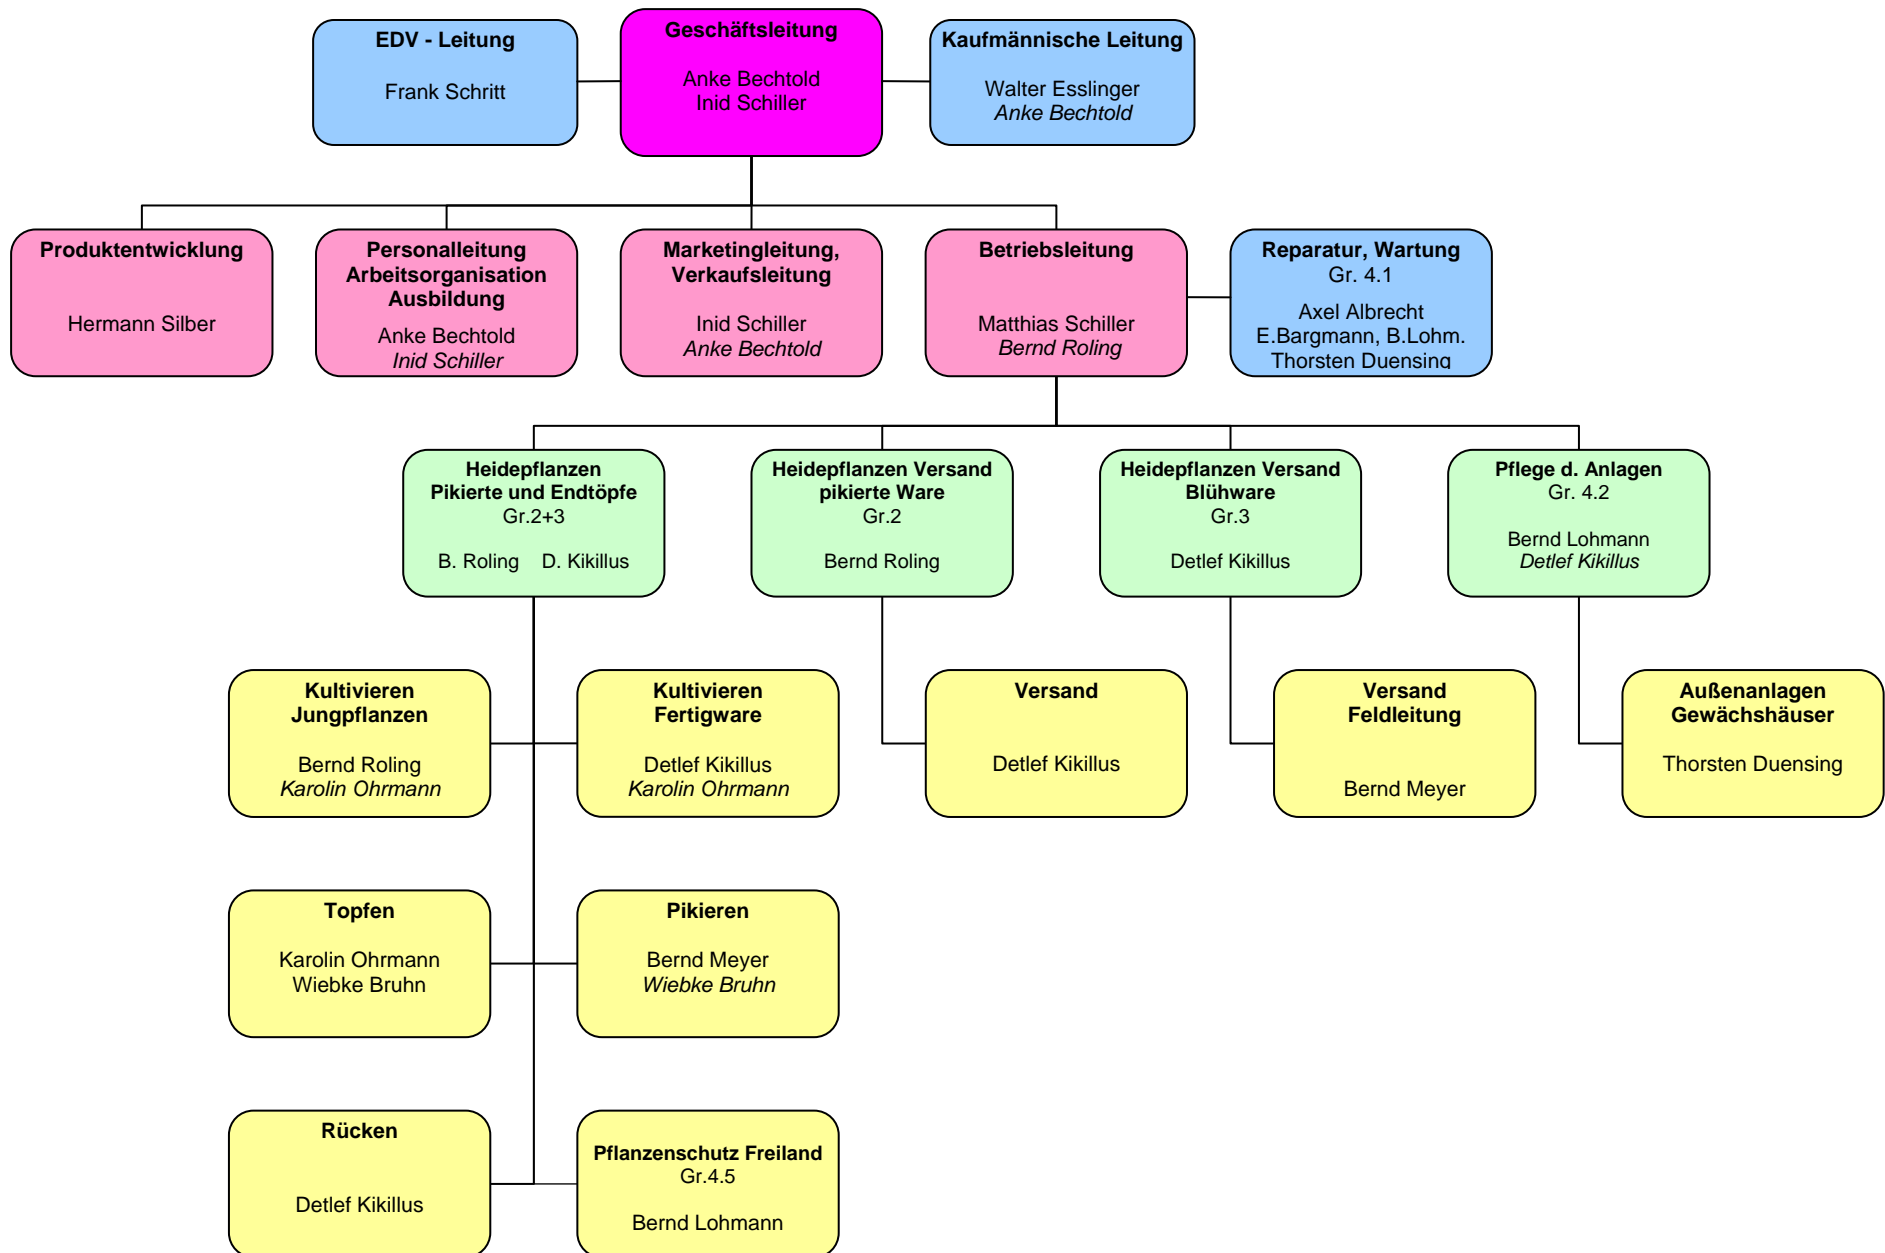 EDV - Leitung
Frank Schritt
Geschäftsleitung
Anke Bechtold
Inid Schiller
Kaufmännische Leitung
Walter Esslinger
Anke Bechtold
Produktentwicklung
Hermann Silber
Personalleitung
Arbeitsorganisation
Ausbildung
Anke Bechtold
Inid Schiller
Marketingleitung,
Verkaufsleitung
Inid Schiller
Anke Bechtold
Betriebsleitung
Matthias Schiller
Bernd Roling
Reparatur, Wartung
Gr. 4.1
Axel Albrecht
E.Bargmann, B.Lohm.
Thorsten Duensing
Heidepflanzen
Pikierte und Endtöpfe
Gr.2+3
B. Roling D. Kikillus
Heidepflanzen Versand
pikierte Ware
Gr.2
Bernd Roling
Heidepflanzen Versand
Blühware
Gr.3
Detlef Kikillus
Pflege d. Anlagen
Gr. 4.2
Bernd Lohmann
Detlef Kikillus
Kultivieren
Jungpflanzen
Bernd Roling
Karolin Ohrmann
Kultivieren
Fertigware
Detlef Kikillus
Karolin Ohrmann
Versand
Detlef Kikillus
Versand
Feldleitung
Bernd Meyer
Außenanlagen
Gewächshäuser
Thorsten Duensing
Topfen
Karolin Ohrmann
Wiebke Bruhn
Pikieren
Bernd Meyer
Wiebke Bruhn
Rücken
Detlef Kikillus
Pflanzenschutz Freiland
Gr.4.5
Bernd Lohmann